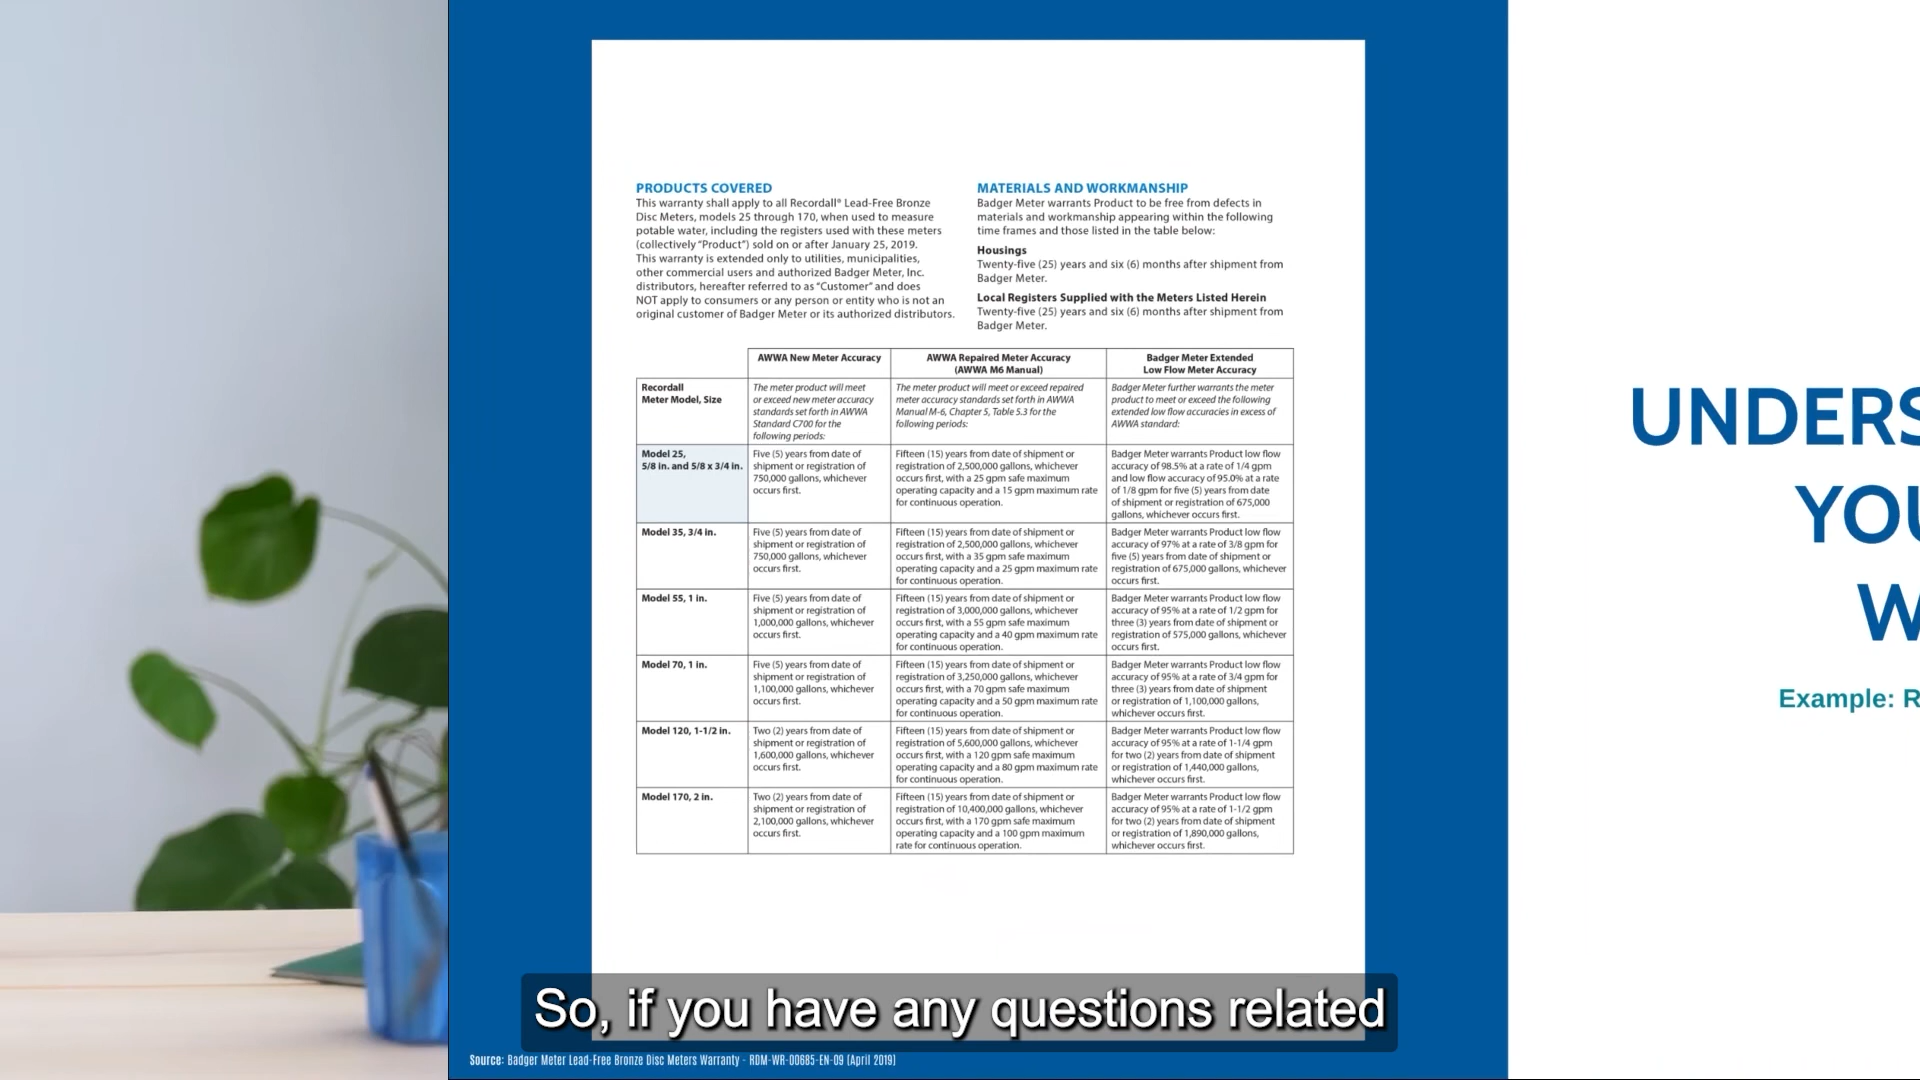 PRODUCTS COVERED
This warranty shall apply to all Recordall® Lead-Free Bronze
Disc Meters, models 25 through 170, when used to measure
potable water, including the registers used with these meters
(collectively “Product”) sold on or after January 25, 2019.
This warranty is extended only to utilities, municipalities,
other commercial users and authorized Badger Meter, Inc.
distributors, hereafter referred to as “Customer” and does
NOT apply to consumers or any person or entity who is not an
original customer of Badger Meter or its authorized distributors.
MATERIALS AND WORKMANSHIP
Badger Meter warrants Product to be free from defects in
materials and workmanship appearing within the following
time frames and those listed in the table below:
Housings
Twenty-five (25) years and six (6) months after shipment from
Badger Meter.
Local Registers Supplied with the Meters Listed Herein
Twenty-five (25) years and six (6) months after shipment from
Badger Meter.
AWWA New Meter Accuracy
AWWA Repaired Meter Accuracy
(AWWA M6 Manual)
Badger Meter Extended
Low Flow Meter Accuracy
Recordall
Meter Model, Size
The meter product will meet
or exceed new meter accuracy
standards set forth in AWWA
Standard C700 for the
following periods:
The meter product will meet or exceed repaired
meter accuracy standards set forth in AWWA
Manual M-6, Chapter 5, Table 5.3 for the
following periods:
Badger Meter further warrants the meter
product to meet or exceed the following
extended low flow accuracies in excess of
AWWA standard:
Model 25,
5/8 in. and 5/8 x 3/4 in.
Five (5) years from date of
shipment or registration of
750,000 gallons, whichever
occurs first.
Fifteen (15) years from date of shipment or
registration of 2,500,000 gallons, whichever
occurs first, with a 25 gpm safe maximum
operating capacity and a 15 gpm maximum rate
for continuous operation.
Badger Meter warrants Product low flow
accuracy of 98.5% at a rate of 1/4 gpm
and low flow accuracy of 95.0% at a rate
of 1/8 gpm for five (5) years from date
of shipment or registration of 675,000
gallons, whichever occurs first.
Model 35, 3/4 in.
Five (5) years from date of
shipment or registration of
750,000 gallons, whichever
occurs first.
Fifteen (15) years from date of shipment or
registration of 2,500,000 gallons, whichever
occurs first, with a 35 gpm safe maximum
operating capacity and a 25 gpm maximum rate
for continuous operation.
Badger Meter warrants Product low flow
accuracy of 97% at a rate of 3/8 gpm for
five (5) years from date of shipment or
registration of 675,000 gallons, whichever
occurs first.
Model 55, 1 in.
Five (5) years from date of
shipment or registration of
1,000,000 gallons, whichever
occurs first.
Fifteen (15) years from date of shipment or
registration of 3,000,000 gallons, whichever
occurs first, with a 55 gpm safe maximum
operating capacity and a 40 gpm maximum rate
for continuous operation.
Badger Meter warrants Product low flow
accuracy of 95% at a rate of 1/2 gpm for
three (3) years from date of shipment or
registration of 575,000 gallons, whichever
occurs first.
Model 70, 1 in.
Five (5) years from date of
shipment or registration of
1,100,000 gallons, whichever
occurs first.
Fifteen (15) years from date of shipment or
registration of 3,250,000 gallons, whichever
occurs first, with a 70 gpm safe maximum
operating capacity and a 50 gpm maximum rate
for continuous operation.
Badger Meter warrants Product low flow
accuracy of 95% at a rate of 3/4 gpm for
three (3) years from date of shipment
or registration of 1,100,000 gallons,
whichever occurs first.
Model 120, 1-1/2 in.
Two (2) years from date of
shipment or registration of
1,600,000 gallons, whichever
occurs first.
Fifteen (15) years from date of shipment or
registration of 5,600,000 gallons, whichever
occurs first, with a 120 gpm safe maximum
operating capacity and a 80 gpm maximum rate
for continuous operation.
Badger Meter warrants Product low flow
accuracy of 95% at a rate of 1-1/4 gpm
for two (2) years from date of shipment
or registration of 1,440,000 gallons,
whichever occurs first.
Model 170, 2 in.
Two (2) years from date of
shipment or registration of
2,100,000 gallons, whichever
occurs first.
Fifteen (15) years from date of shipment or
registration of 10,400,000 gallons, whichever
occurs first, with a 170 gpm safe maximum
operating capacity and a 100 gpm maximum
rate for continuous operation.
Badger Meter warrants Product low flow
accuracy of 95% at a rate of 1-1/2 gpm
for two (2) years from date of shipment
or registration of 1,890,000 gallons,
whichever occurs first.
UNDERS
YOU
W
Example: R
So, if you have any questions related
Source: Badger Meter Lead-Free Bronze Disc Meters Warranty - RDM-WR-00685-EN-09 (April 2019)